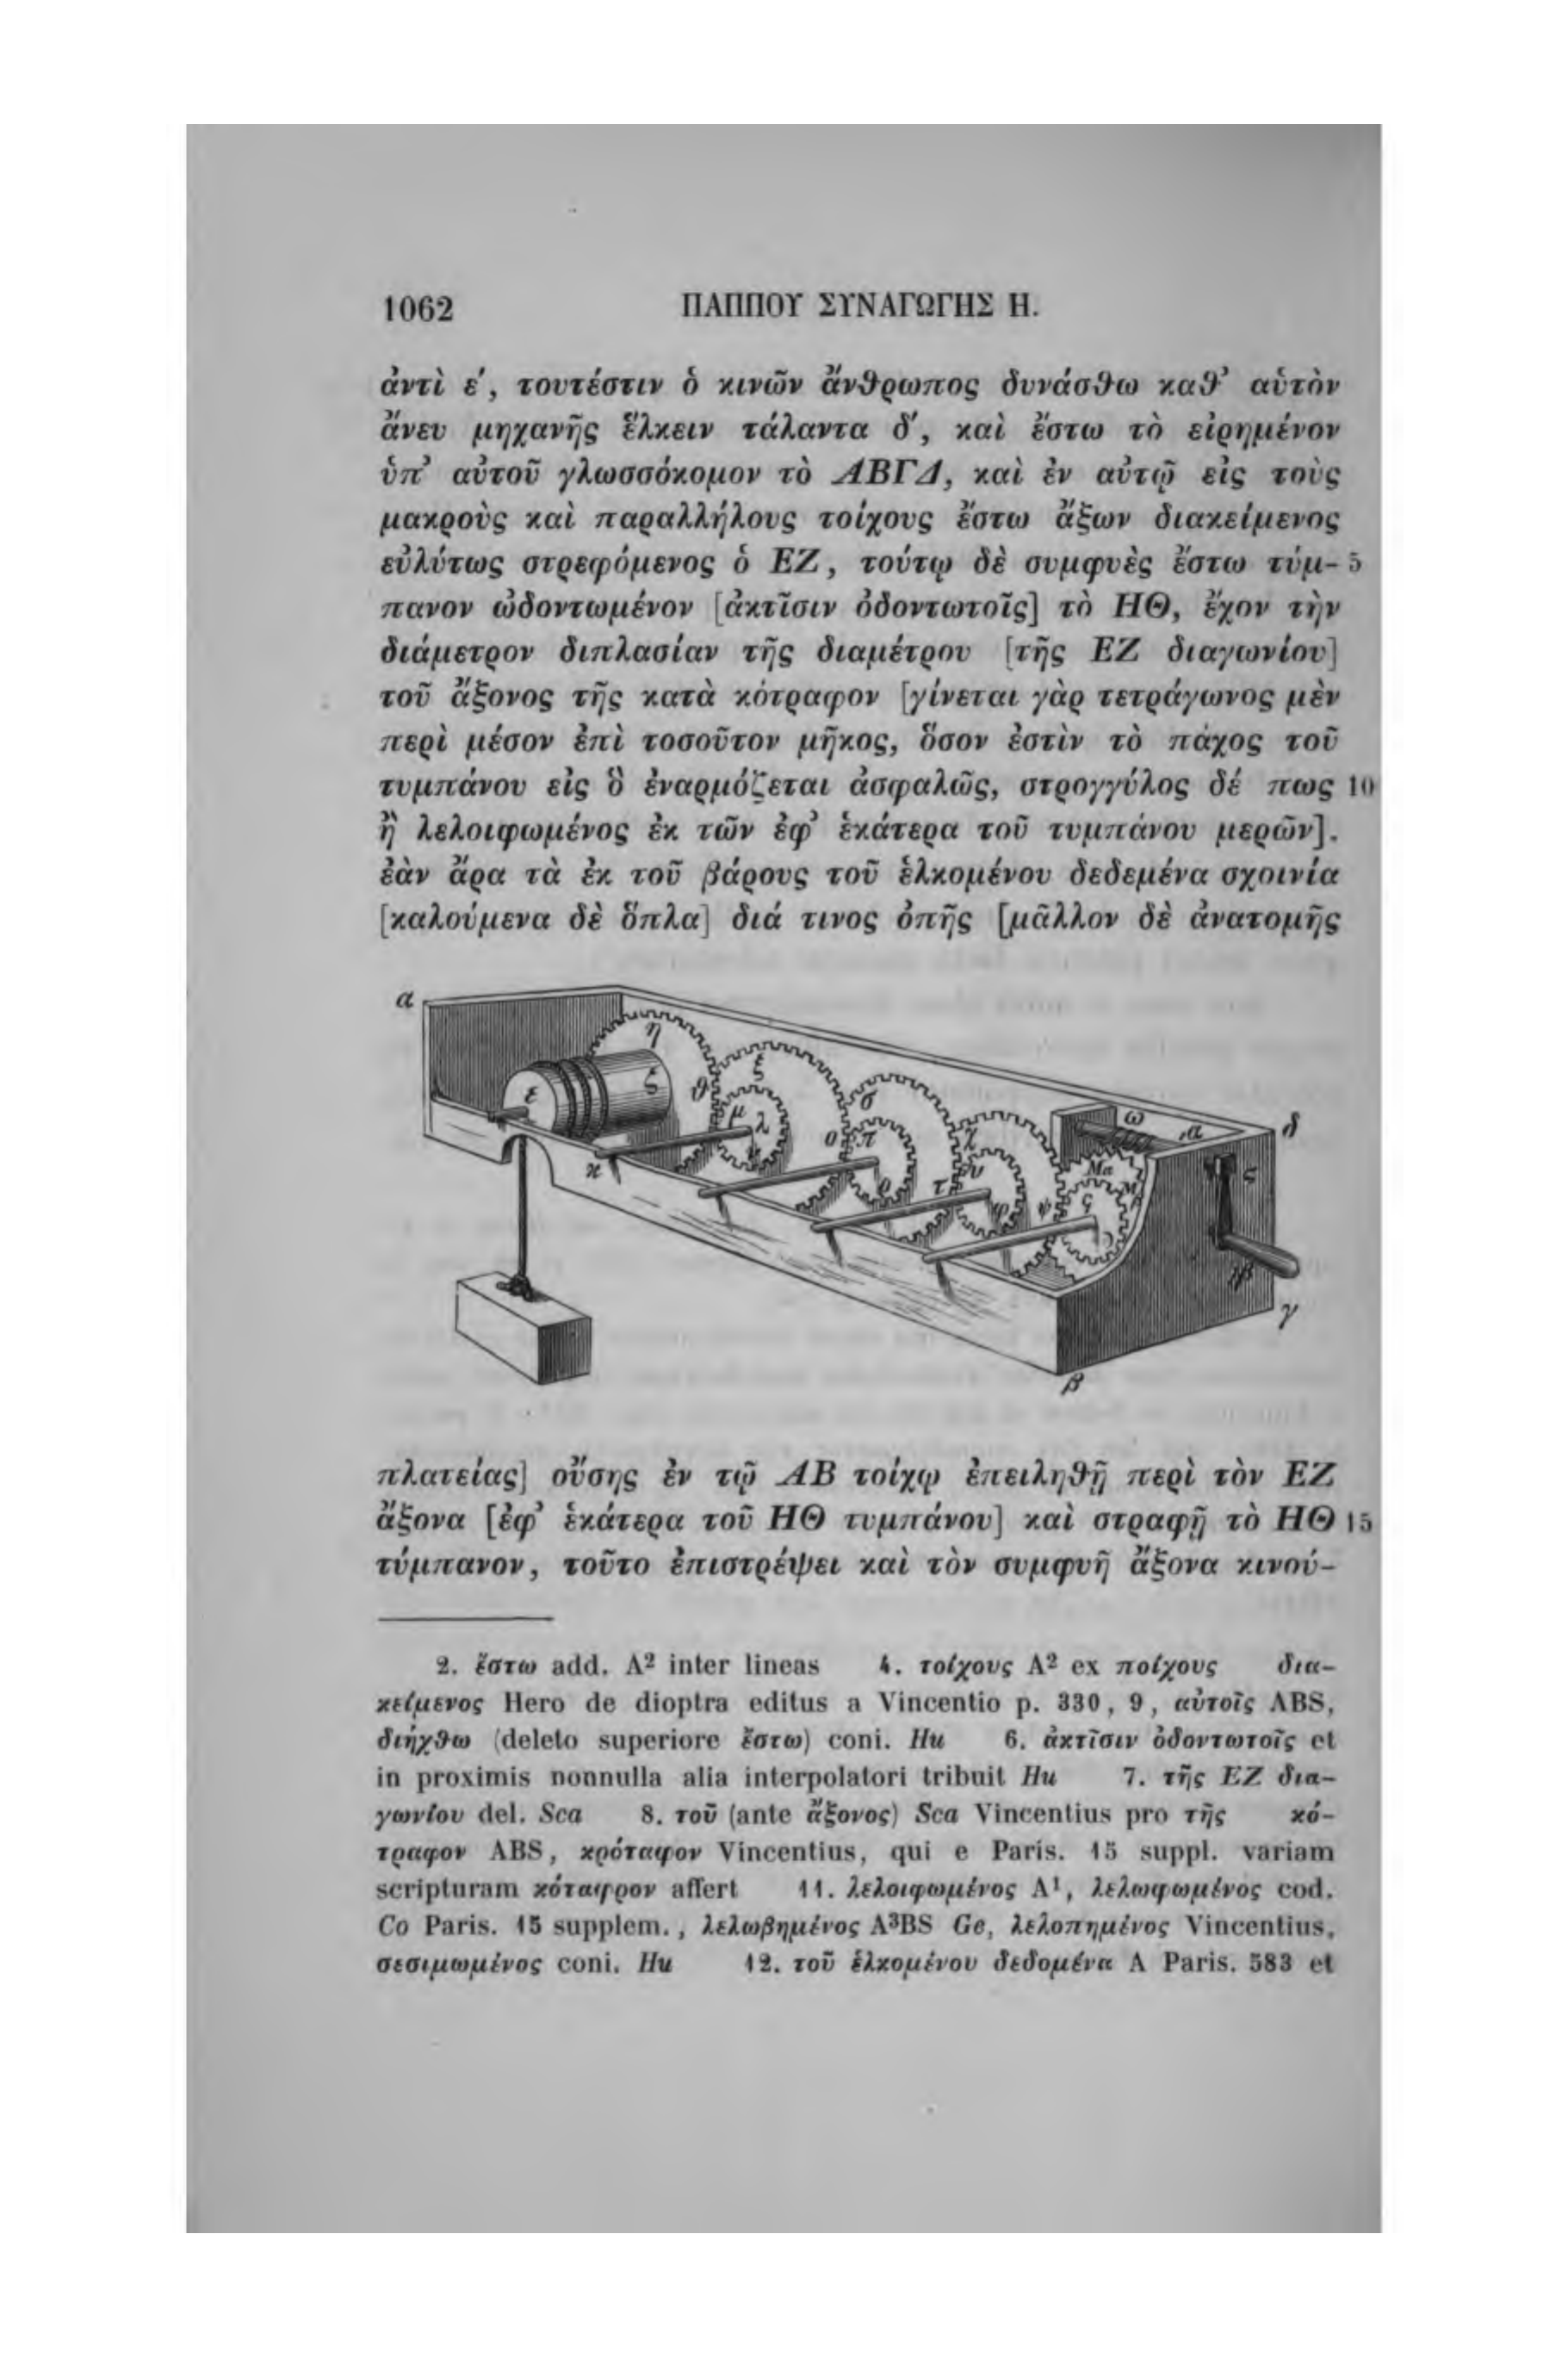 1062 ΠΑΠΠΟΥ ΣΥΝΑΓΩΓΗΣ Η.
ἀντὶ ε΄, τουτέστιν ὁ κινῶν ἄνθρωπος δυνάσθω καθ᾽ αὑτὸν
ἄνευ μηχανῆς ἕλκειν τάλαντα δ΄, καὶ ἔστω τὸ εἰρημένον
ὑπ᾽ αὐτοῦ γλωσσόκομον τὸ ΑΒΓΔ, καὶ ἐν αὐτῷ εἰς τοὺς
μακροὺς καὶ παραλλήλους τοίχους ἔστω ἄξων διακείμενος
εὐλύτως στρεφόμενος ὁ ΕΖ, τούτῳ δὲ συμφυὲς ἔστω τύμ- 5
πανον ὠδοντωμένον [ἀκτῖσιν ὀδοντωτοῖς] τὸ ΗΘ, ἔχον τὴν
διάμετρον διπλασίαν τῆς διαμέτρου [τῆς ΕΖ διαγωνίου]
τοῦ ἄξονος τῆς κατὰ κότραφον [γίνεται γὰρ τετράγωνος μὲν
περὶ μέσον ἐπὶ τοσοῦτον μῆκος, ὅσον ἐστὶν τὸ πάχος τοῦ
τυμπάνου εἰς ὃ ἐναρμόζεται ἀσφαλῶς, στρογγύλος δέ πως 10
ἢ λελοιφωμένος ἐκ τῶν ἐφ᾽ ἑκάτερα τοῦ τυμπάνου μερῶν].
ἐὰν ἄρα τὰ ἐκ τοῦ βάρους τοῦ ἑλκομένου δεδεμένα σχοινία
[καλούμενα δὲ ὅπλα] διά τινος ὀπῆς [μᾶλλον δὲ ἀνατομῆς
α
η
ξ
ε
ξ
θ
μ
λ
ν
κ
σ
ο
π
ρ
χ
τ
υ
φ
ω
͵α
δ
Μα
ς
ψ
ς
γ
β
πλατείας] οὔσης ἐν τῷ ΑΒ τοίχῳ ἐπειληθῇ περὶ τὸν ΕΖ
ἄξονα [ἐφ᾽ ἑκάτερα τοῦ ΗΘ τυμπάνου] καὶ στραφῇ τὸ ΗΘ 15
τύμπανον, τοῦτο ἐπιστρέψει καὶ τὸν συμφυῆ ἄξονα κινού-
2. ἔστω add. A² inter lineas 4. τοίχους A² ex ποίχους δια-
κείμενος Hero de dioptra editus a Vincentio p. 330, 9, αὐτοῖς ABS,
διήχθω (deleto superiore ἔστω) coni. Hu 6. ἀκτῖσιν ὀδοντωτοῖς et
in proximis nonnulla alia interpolatori tribuit Hu 7. τῆς ΕΖ δια-
γωνίου del. Sca 8. τοῦ (ante ἄξονος) Sca Vincentius pro τῆς κό-
τραφον ABS, κρόταφον Vincentius, qui e Paris. 15 suppl. variam
scripturam κόταφρον affert 11. λελοιφωμένος A¹, λελωφωμένος cod.
Co Paris. 15 supplem., λελωβημένος A³BS Ge, λελοπημένος Vincentius,
σεσιμωμένος coni. Hu 12. τοῦ ἑλκομένου δεδομένα A Paris. 583 et